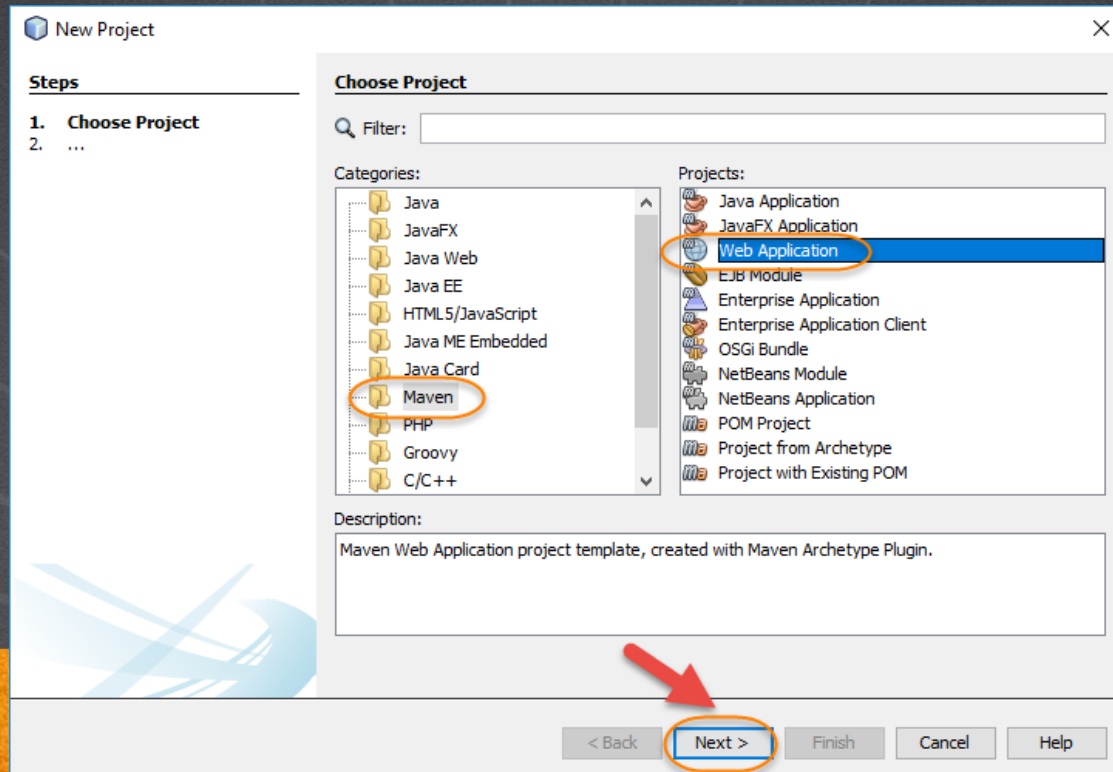 New Project
Steps
1. Choose Project
2. ...
Choose Project
Filter:
Categories:
Java
JavaFX
Java Web
Java EE
HTML5/JavaScript
Java ME Embedded
Java Card
Maven
PHP
Groovy
C/C++
Projects:
Java Application
JavaFX Application
Web Application
EJB Module
Enterprise Application
Enterprise Application Client
OSGi Bundle
NetBeans Module
NetBeans Application
POM Project
Project from Archetype
Project with Existing POM
Description:
Maven Web Application project template, created with Maven Archetype Plugin.
< Back Next > Finish Cancel Help